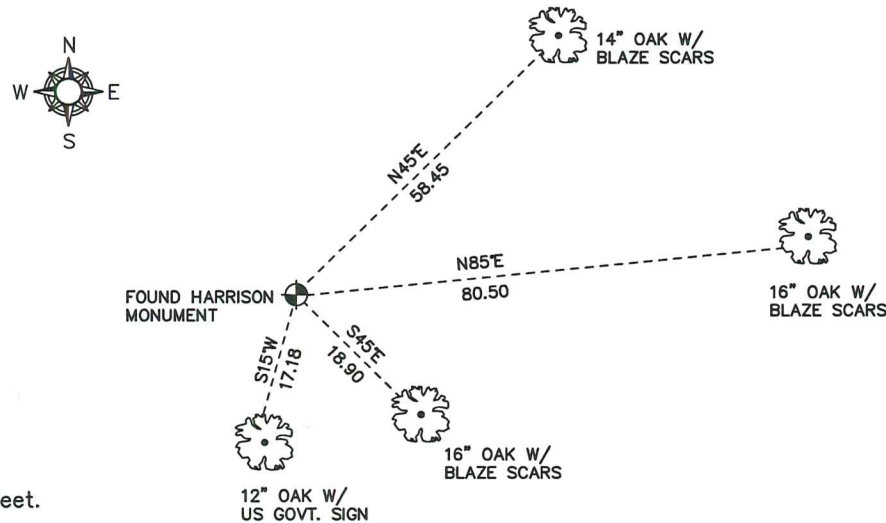 N
W E
S
14" OAK W/
BLAZE SCARS
N45°E
58.45
N85°E
80.50
16" OAK W/
BLAZE SCARS
FOUND HARRISON
MONUMENT
S45°E
18.90
S15°W
17.18
16" OAK W/
BLAZE SCARS
12" OAK W/
US GOVT. SIGN
eet.